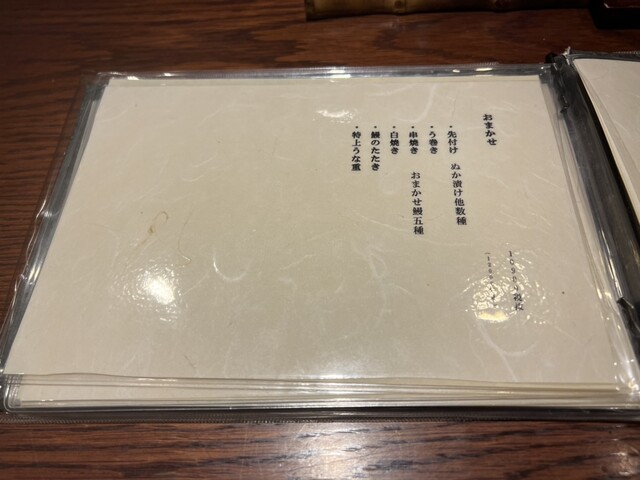 おまかせ
・先付け ぬか漬け他数種
・う巻き
・串焼き おまかせ鰻五種
・白焼き
・鰻のたたき
・特上うな重